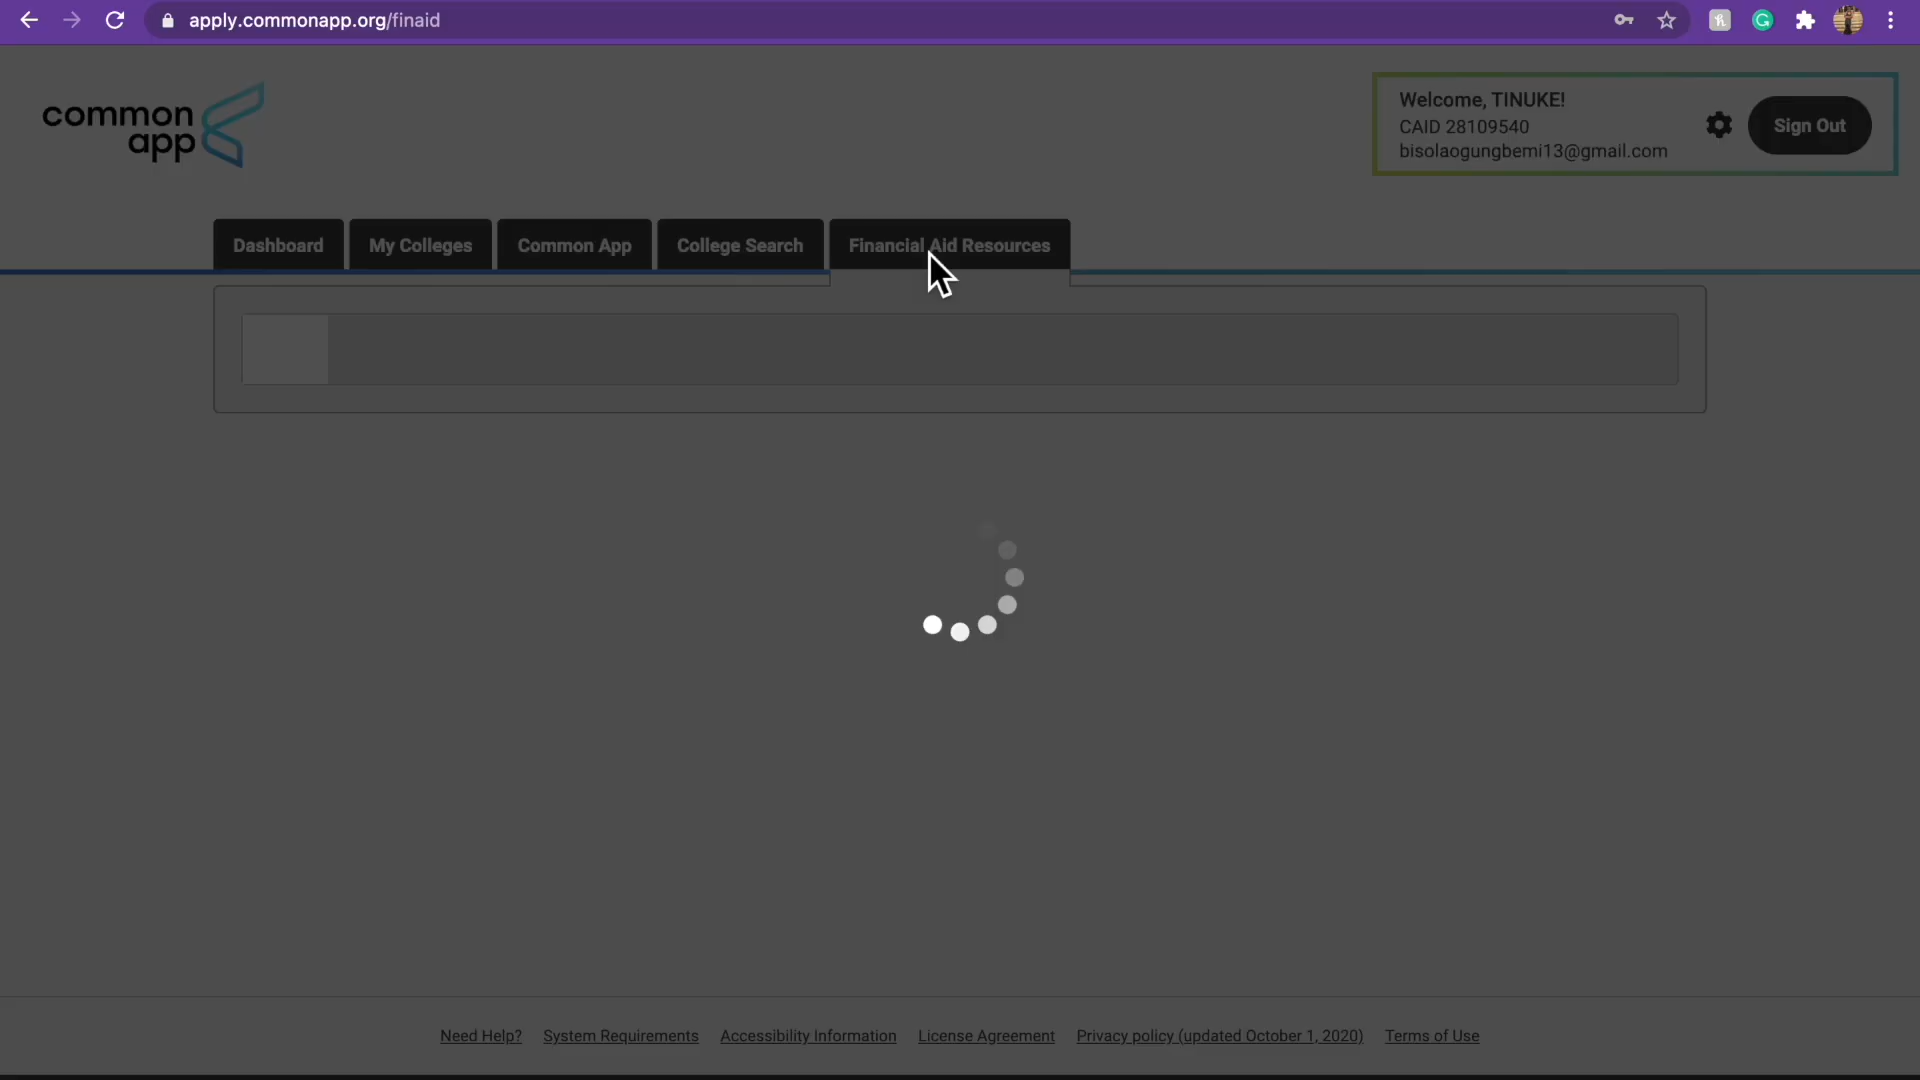 apply.commonapp.org/finaid
common
app
Welcome, TINUKE!
CAID 28109540
bisolaogungbemi13@gmail.com
Sign Out
Dashboard
My Colleges
Common App
College Search
Financial Aid Resources
Need Help?
System Requirements
Accessibility Information
License Agreement
Privacy policy (updated October 1, 2020)
Terms of Use